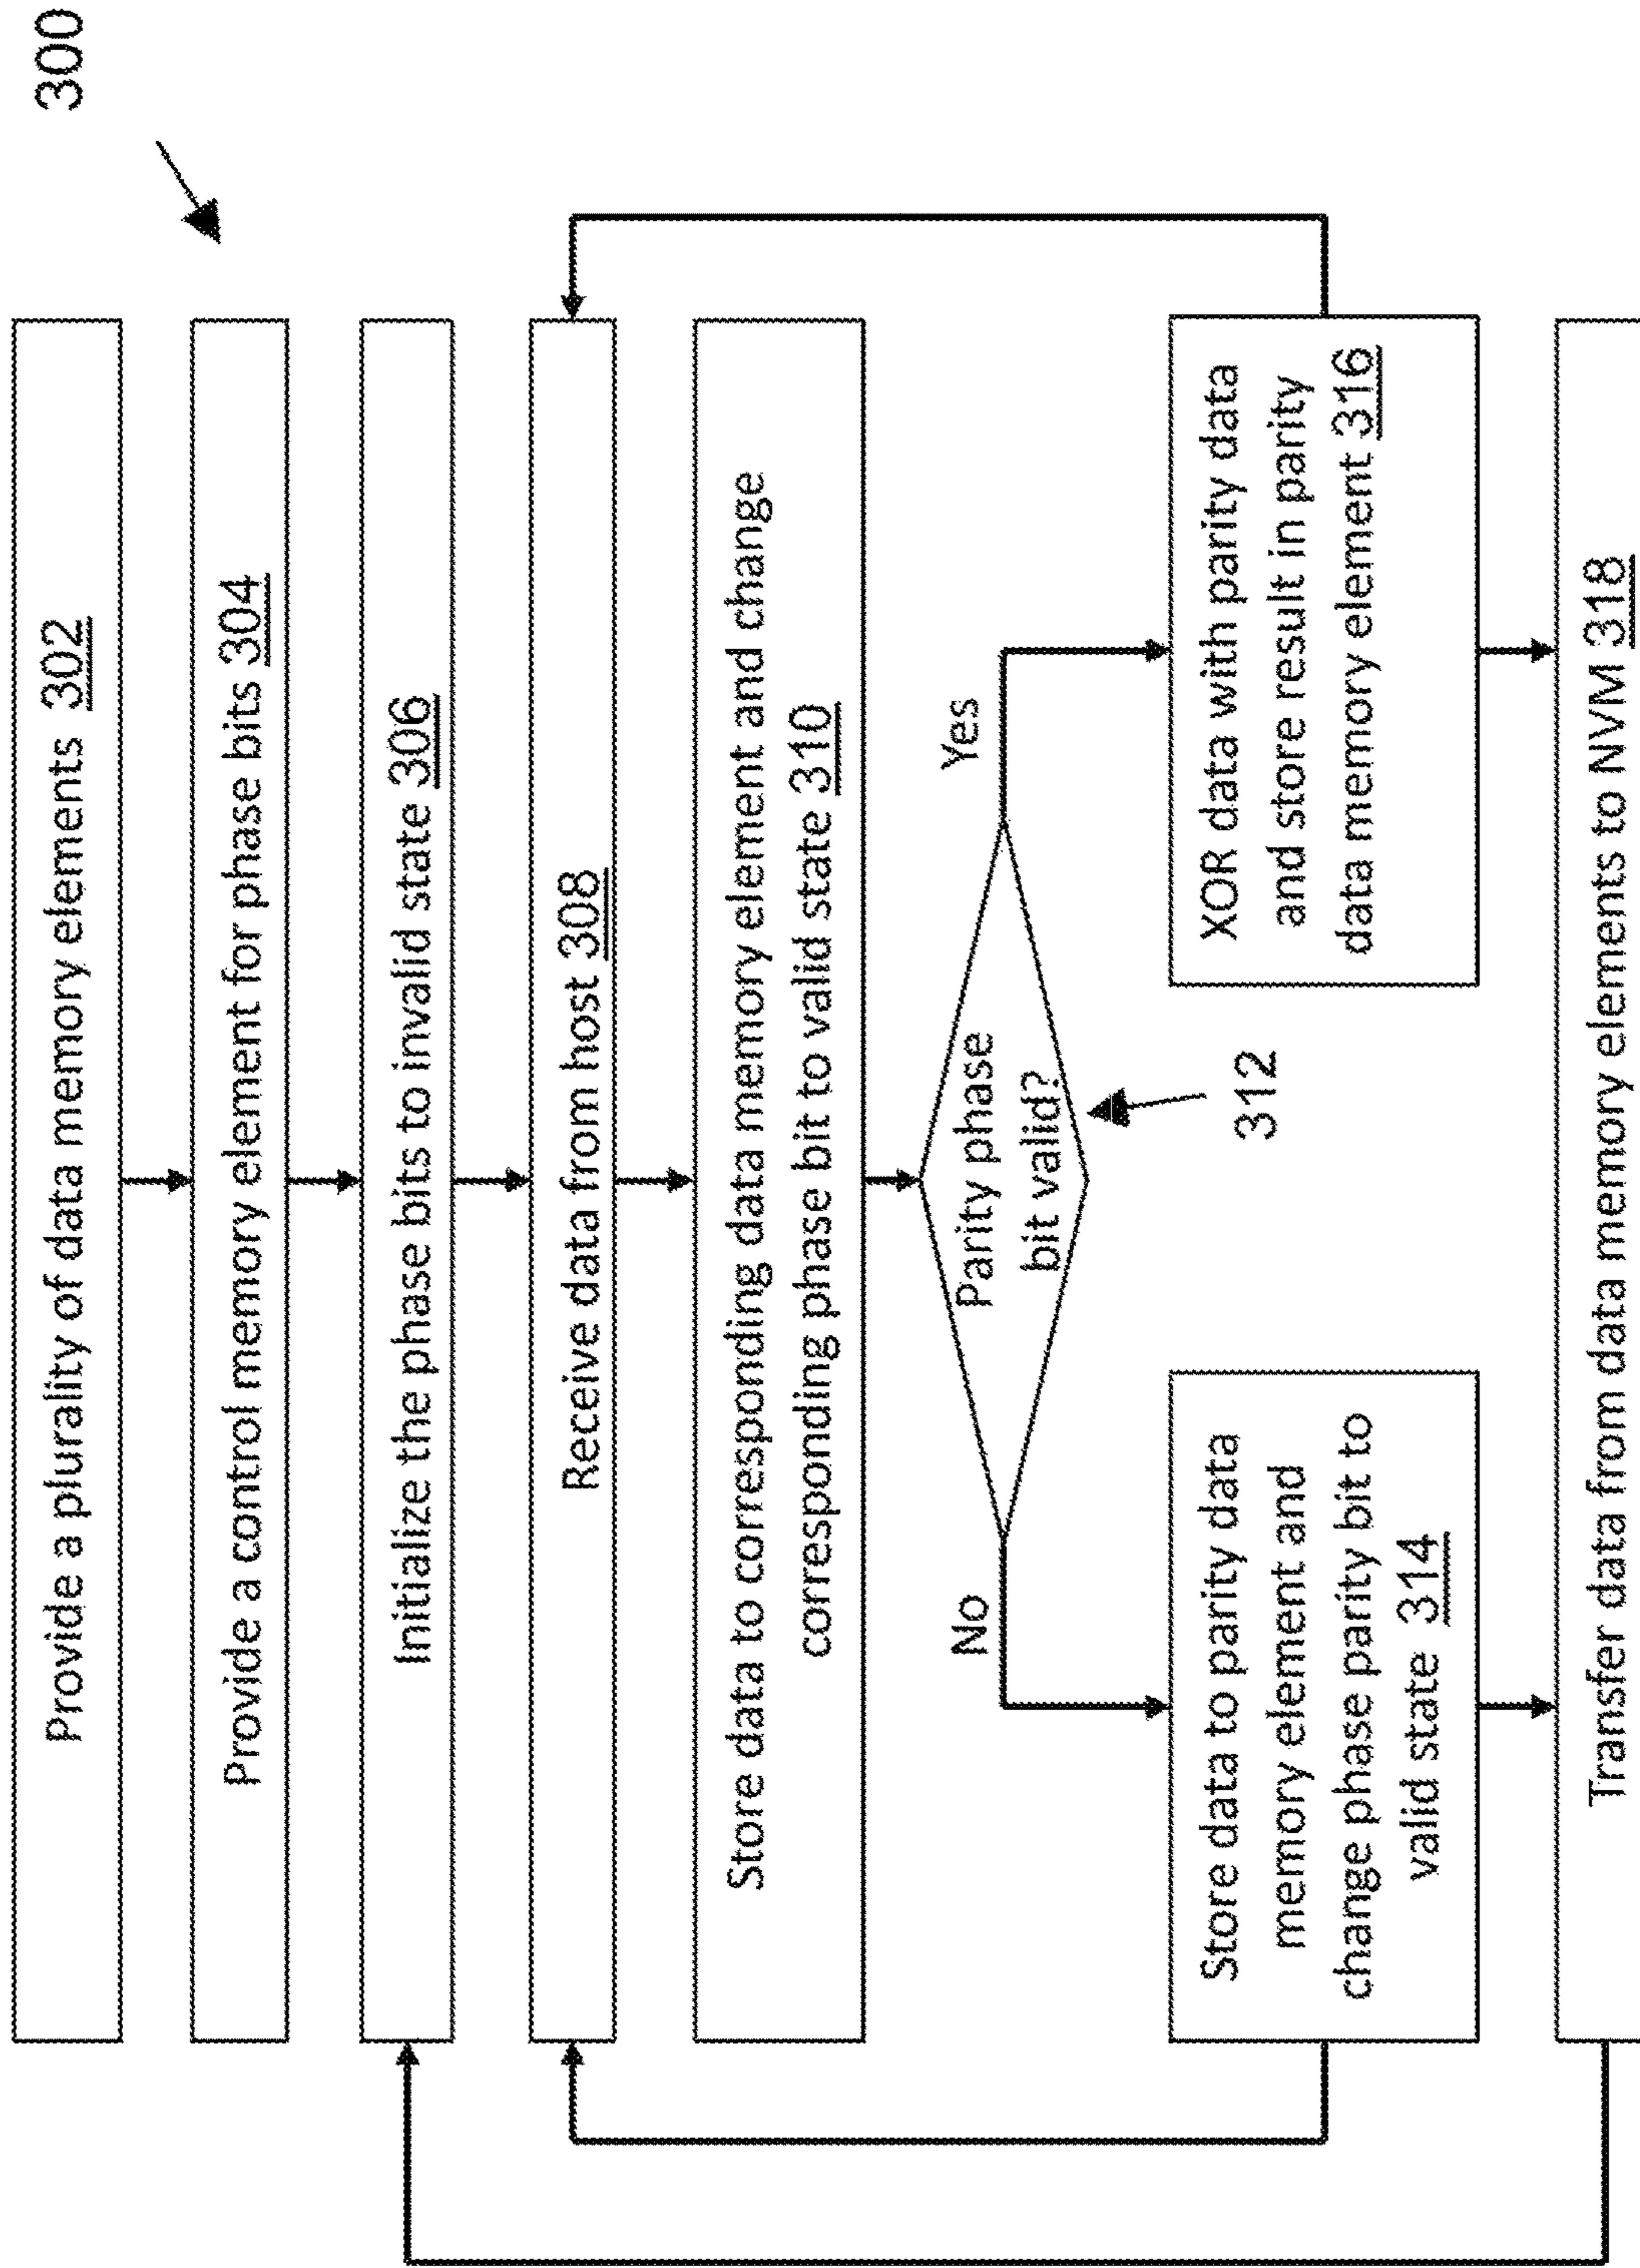 300
Provide a plurality of data memory elements 302
Provide a control memory element for phase bits 304
Initialize the phase bits to invalid state 306
Receive data from host 308
Store data to corresponding data memory element and change
corresponding phase bit to valid state 310
Parity phase
bit valid?
312
No
Yes
Store data to parity data
memory element and
change phase parity bit to
valid state 314
XOR data with parity data
and store result in parity
data memory element 316
Transfer data from data memory elements to NVM 318